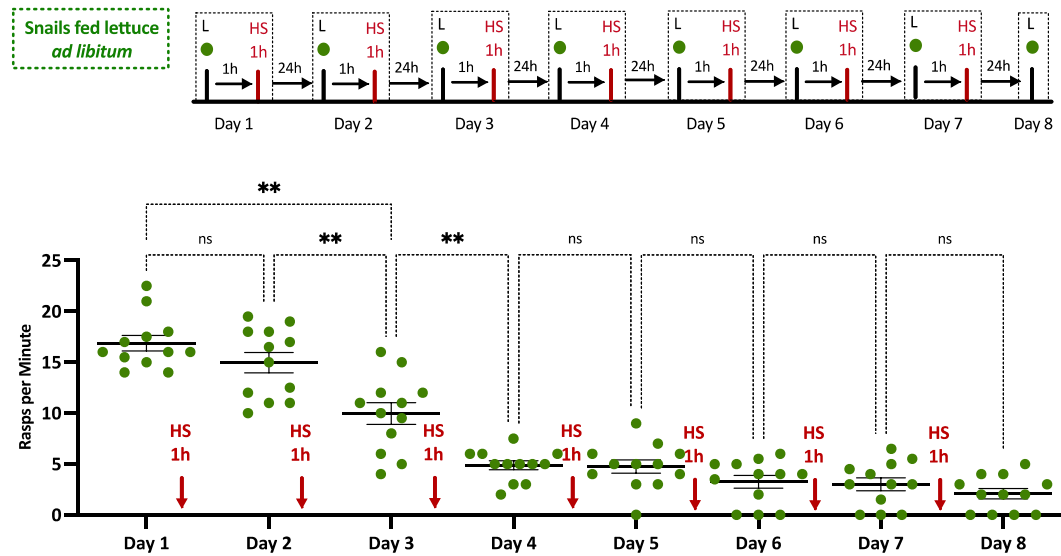 Snails fed lettuce
ad libitum
L HS L HS L HS L HS L HS L HS L HS L
1h 1h 1h 1h 1h 1h 1h
1h 24h 1h 24h 1h 24h 1h 24h 1h 24h 1h 24h 1h 24h
Day 1 Day 2 Day 3 Day 4 Day 5 Day 6 Day 7 Day 8
**
ns ** ** ns ns ns ns
Rasps per Minute
25
20
15
10
5
0
HS HS HS HS HS HS HS
1h 1h 1h 1h 1h 1h 1h
Day 1 Day 2 Day 3 Day 4 Day 5 Day 6 Day 7 Day 8